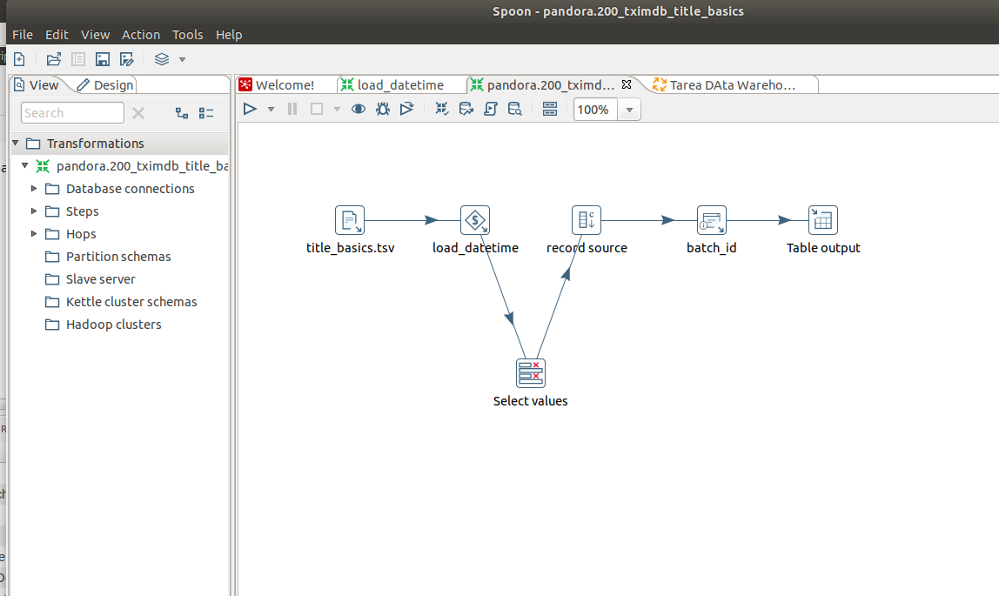 Spoon - pandora.200_tximdb_title_basics
File Edit View Action Tools Help
View Design Welcome! load_datetime pandora.200_tximd... Tarea DAta Wareho...
Search 100%
Transformations
pandora.200_tximdb_title_ba
Database connections
Steps
Hops
Partition schemas
Slave server
Kettle cluster schemas
Hadoop clusters
title_basics.tsv load_datetime record source batch_id Table output
Select values